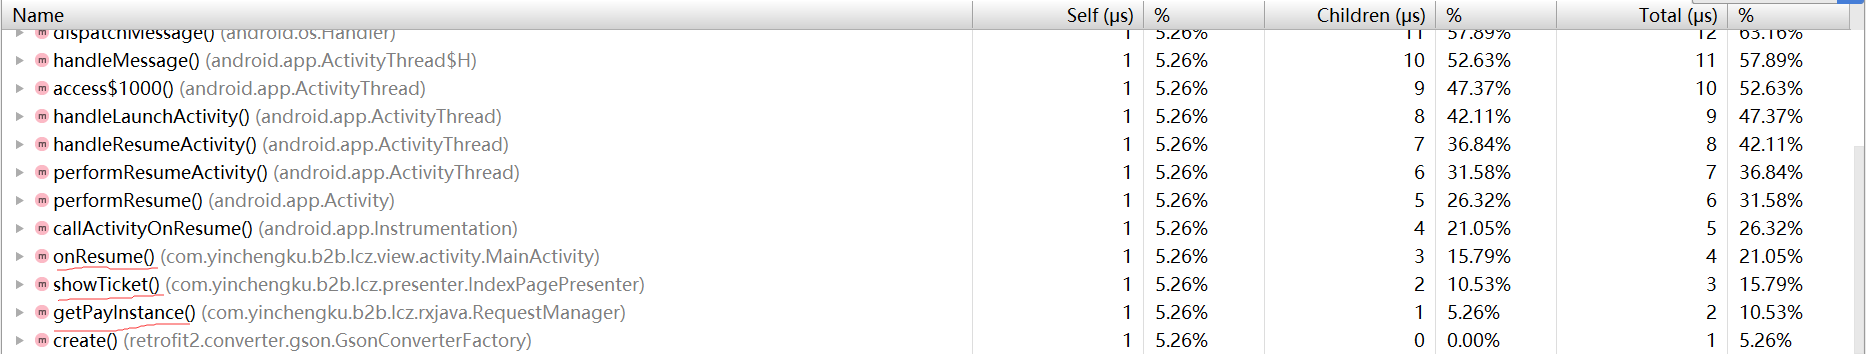 Name Self (μs) % Children (μs) % Total (μs) %
dispatchMessage() (android.os.Handler) 1 5.26% 11 57.89% 12 63.16%
handleMessage() (android.app.ActivityThread$H) 1 5.26% 10 52.63% 11 57.89%
access$1000() (android.app.ActivityThread) 1 5.26% 9 47.37% 10 52.63%
handleLaunchActivity() (android.app.ActivityThread) 1 5.26% 8 42.11% 9 47.37%
handleResumeActivity() (android.app.ActivityThread) 1 5.26% 7 36.84% 8 42.11%
performResumeActivity() (android.app.ActivityThread) 1 5.26% 6 31.58% 7 36.84%
performResume() (android.app.Activity) 1 5.26% 5 26.32% 6 31.58%
callActivityOnResume() (android.app.Instrumentation) 1 5.26% 4 21.05% 5 26.32%
onResume() (com.yinchengku.b2b.lcz.view.activity.MainActivity) 1 5.26% 3 15.79% 4 21.05%
showTicket() (com.yinchengku.b2b.lcz.presenter.IndexPagePresenter) 1 5.26% 2 10.53% 3 15.79%
getPayInstance() (com.yinchengku.b2b.lcz.rxjava.RequestManager) 1 5.26% 1 5.26% 2 10.53%
create() (retrofit2.converter.gson.GsonConverterFactory) 1 5.26% 0 0.00% 1 5.26%